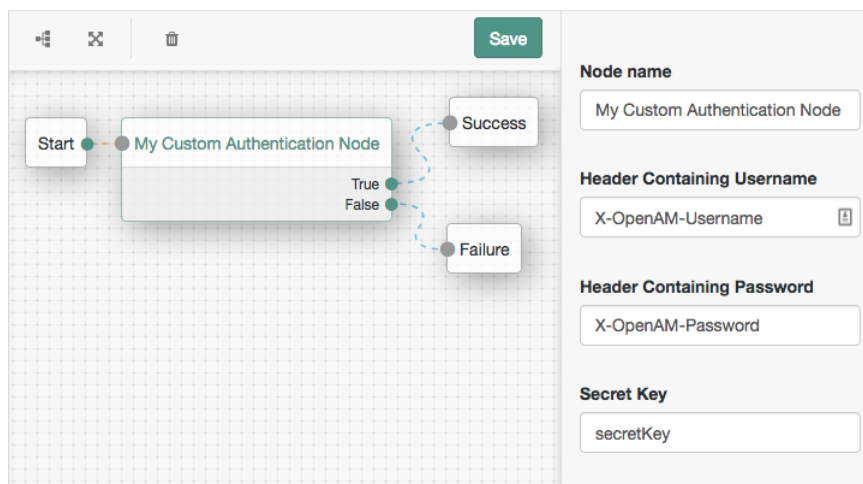 Save
Start
My Custom Authentication Node
True
False
Success
Failure
Node name
My Custom Authentication Node
Header Containing Username
X-OpenAM-Username
Header Containing Password
X-OpenAM-Password
Secret Key
secretKey